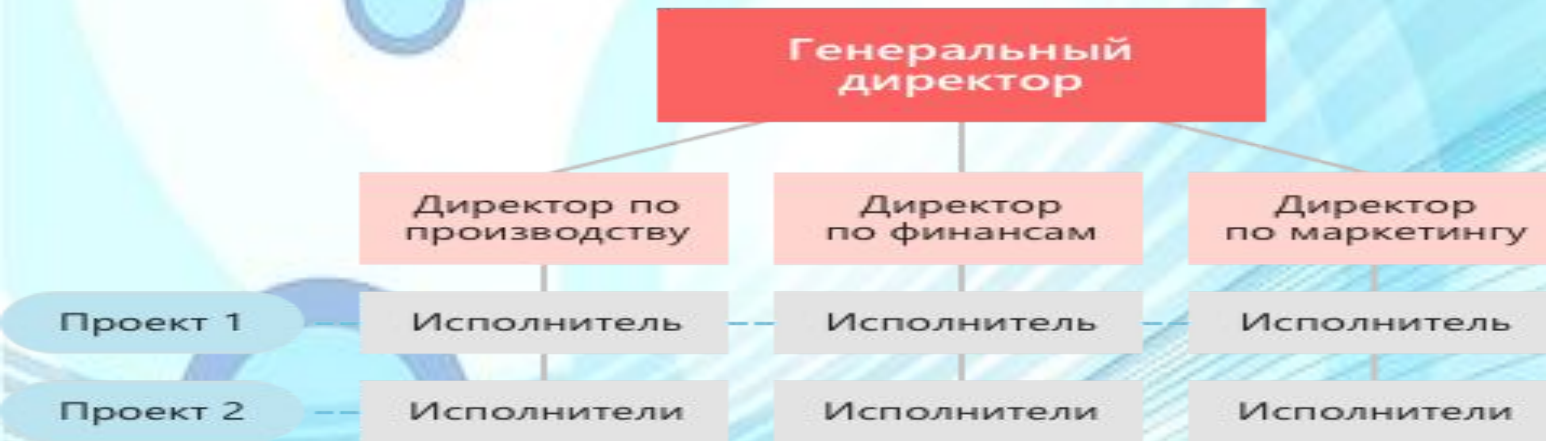 Генеральный
директор
Директор по
производству
Директор
по финансам
Директор
по маркетингу
Проект 1
Исполнитель
Исполнитель
Исполнитель
Проект 2
Исполнители
Исполнители
Исполнители